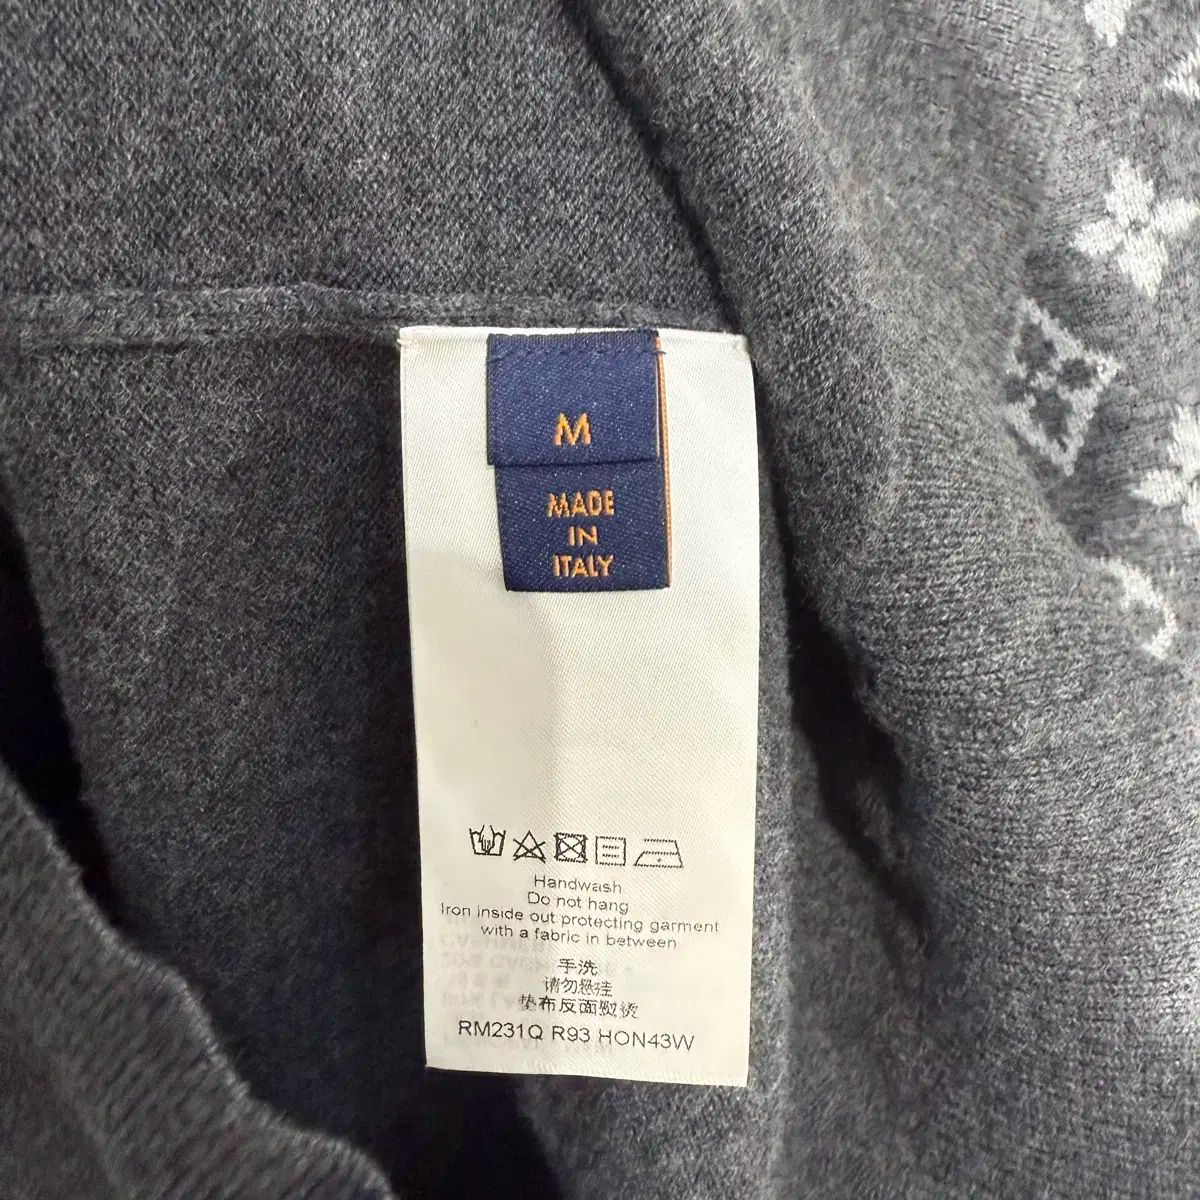 M
MADE
IN
ITALY
Handwash
Do not hang
Iron inside out protecting garment
with a fabric in between
手洗
请勿悬挂
垫布反面熨烫
RM231Q R93 HON43W